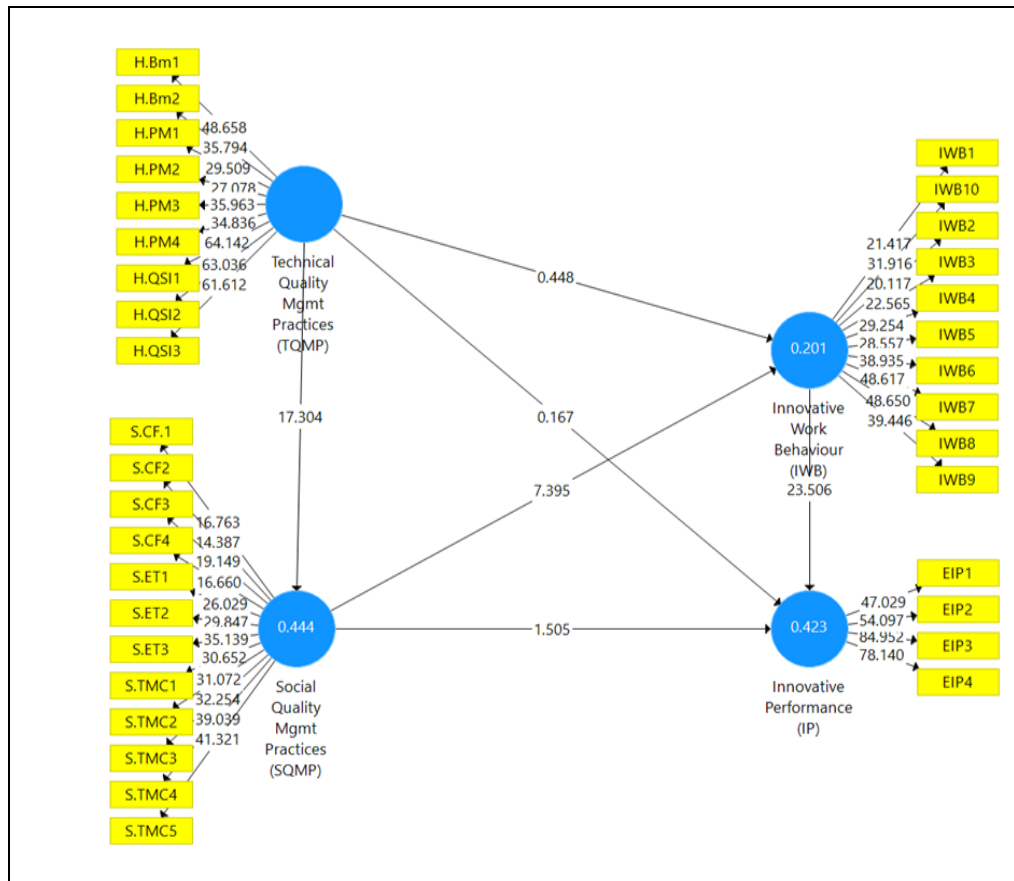 H.Bm1
H.Bm2
H.PM1
H.PM2
H.PM3
H.PM4
H.QSI1
H.QSI2
H.QSI3
48.658
35.794
29.509
27.078
35.963
34.836
64.142
63.036
61.612
Technical
Quality
Mgmt
Practices
(TQMP)
0.448
0.167
17.304
IWB1
IWB10
IWB2
IWB3
IWB4
IWB5
IWB6
IWB7
IWB8
IWB9
21.417
31.916
20.117
22.565
29.254
28.557
38.935
48.617
48.650
39.446
0.201
Innovative
Work
Behaviour
(IWB)
23.506
7.395
S.CF.1
S.CF2
S.CF3
S.CF4
S.ET1
S.ET2
S.ET3
S.TMC1
S.TMC2
S.TMC3
S.TMC4
S.TMC5
16.763
14.387
19.149
16.660
26.029
29.847
35.139
30.652
31.072
32.254
39.039
41.321
0.444
Social
Quality
Mgmt
Practices
(SQMP)
1.505
0.423
Innovative
Performance
(IP)
47.029
54.097
84.952
78.140
EIP1
EIP2
EIP3
EIP4